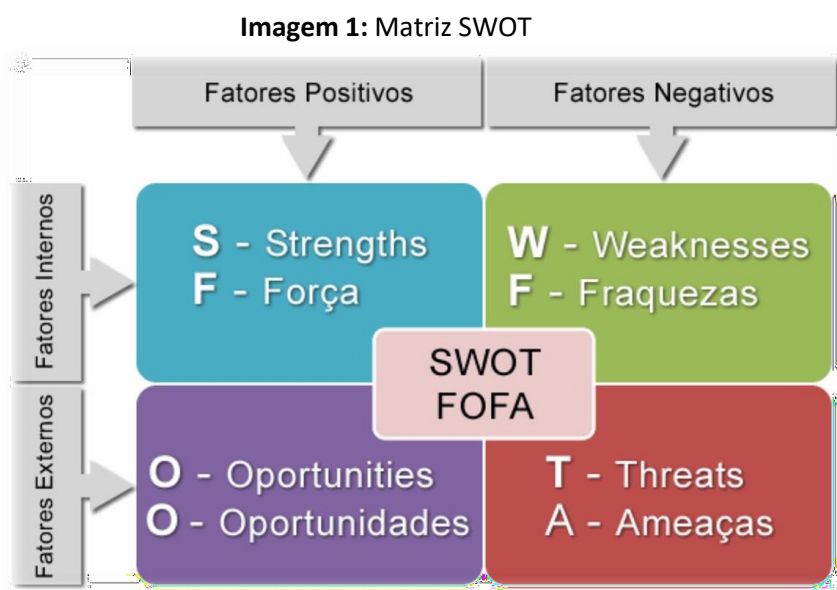 Imagem 1: Matriz SWOT
Fatores Positivos
Fatores Negativos
Fatores Internos
S - Strengths
F - Força
W - Weaknesses
F - Fraquezas
SWOT
FOFA
Fatores Externos
O - Oportunities
O - Oportunidades
T - Threats
A - Ameaças